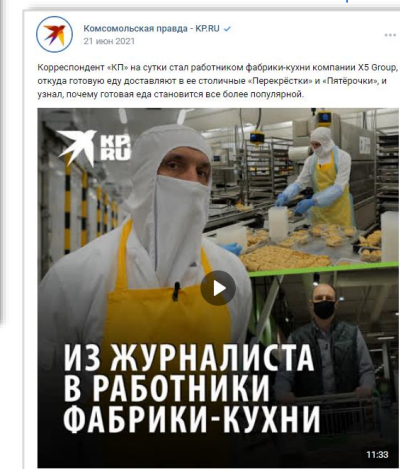 Комсомольская правда - KP.RU
21 июн 2021
Корреспондент «КП» на сутки стал работником фабрики-кухни компании X5 Group,
откуда готовую еду доставляют в ее столичные «Перекрёстки» и «Пятёрочки», и
узнал, почему готовая еда становится все более популярной.
KP.
RU
ИЗ ЖУРНАЛИСТА
В РАБОТНИКИ
ФАБРИКИ-КУХНИ
11:33